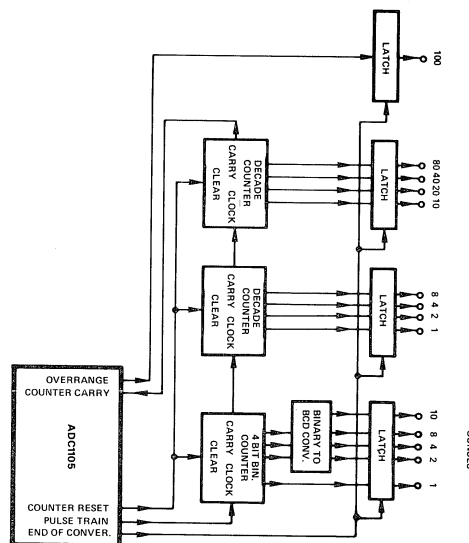 100
LATCH
80 40 20 10
LATCH
DECADE
COUNTER
CARRY CLOCK
CLEAR
8 4 2 1
LATCH
DECADE
COUNTER
CARRY CLOCK
CLEAR
10 8 4 2 1
LATCH
BINARY TO
BCD CONV.
4 BIT BIN.
COUNTER
CARRY CLOCK
CLEAR
OVERRANGE
COUNTER CARRY
ADC1105
COUNTER RESET
PULSE TRAIN
END OF CONVER.